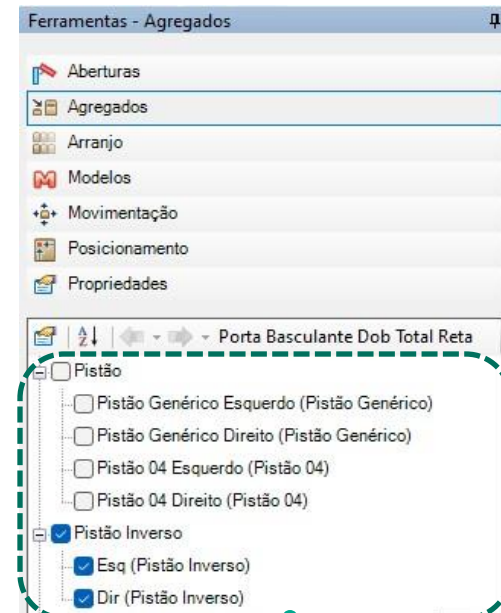 Ferramentas - Agregados
Aberturas
Agregados
Arranjo
Modelos
Movimentação
Posicionamento
Propriedades
Porta Basculante Dob Total Reta
Pistão
Pistão Genérico Esquerdo (Pistão Genérico)
Pistão Genérico Direito (Pistão Genérico)
Pistão 04 Esquerdo (Pistão 04)
Pistão 04 Direito (Pistão 04)
Pistão Inverso
Esq (Pistão Inverso)
Dir (Pistão Inverso)